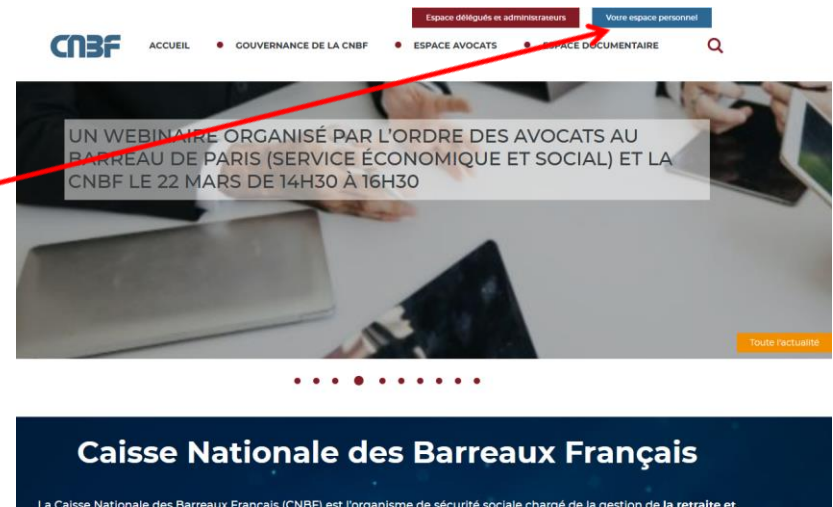 Espace délégués et administrateurs Votre espace personnel
CNBF ACCUEIL GOUVERNANCE DE LA CNBF ESPACE AVOCATS ESPACE DOCUMENTAIRE
UN WEBINAIRE ORGANISÉ PAR L'ORDRE DES AVOCATS AU
BARREAU DE PARIS (SERVICE ÉCONOMIQUE ET SOCIAL) ET LA
CNBF LE 22 MARS DE 14H30 À 16H30
Toute l'actualité
Caisse Nationale des Barreaux Français
La Caisse Nationale des Barreaux Français (CNBF) est l'organisme de sécurité sociale chargé de la gestion de la retraite et